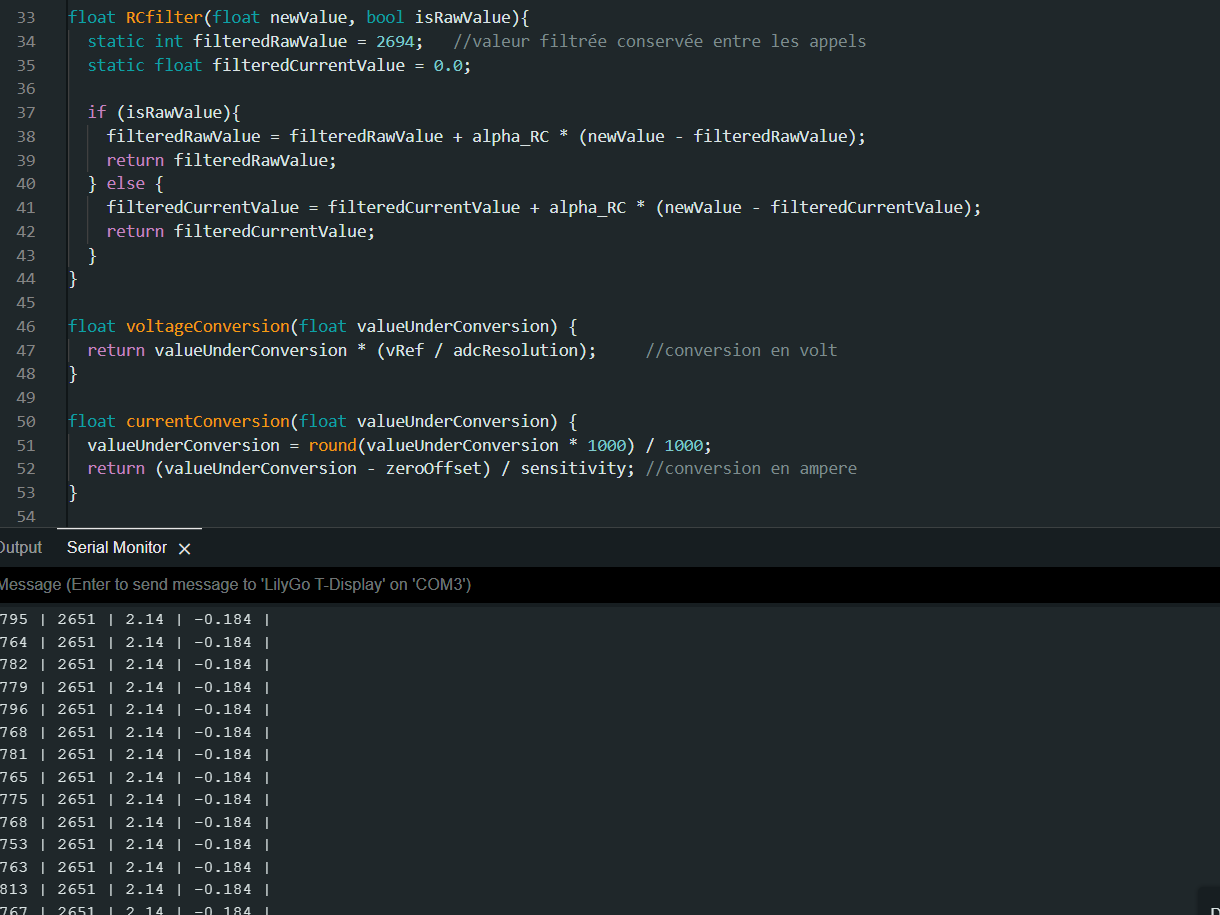 33 float RCfilter(float newValue, bool isRawValue){
34 static int filteredRawValue = 2694; //valeur filtrée conservée entre les appels
35 static float filteredCurrentValue = 0.0;
36
37 if (isRawValue){
38 filteredRawValue = filteredRawValue + alpha_RC * (newValue - filteredRawValue);
39 return filteredRawValue;
40 } else {
41 filteredCurrentValue = filteredCurrentValue + alpha_RC * (newValue - filteredCurrentValue);
42 return filteredCurrentValue;
43 }
44 }
45
46 float voltageConversion(float valueUnderConversion) {
47 return valueUnderConversion * (vRef / adcResolution); //conversion en volt
48 }
49
50 float currentConversion(float valueUnderConversion) {
51 valueUnderConversion = round(valueUnderConversion * 1000) / 1000;
52 return (valueUnderConversion - zeroOffset) / sensitivity; //conversion en ampere
53 }
54
Output Serial Monitor ×
Message (Enter to send message to 'LilyGo T-Display' on 'COM3')
795 | 2651 | 2.14 | -0.184 |
764 | 2651 | 2.14 | -0.184 |
782 | 2651 | 2.14 | -0.184 |
779 | 2651 | 2.14 | -0.184 |
796 | 2651 | 2.14 | -0.184 |
768 | 2651 | 2.14 | -0.184 |
781 | 2651 | 2.14 | -0.184 |
765 | 2651 | 2.14 | -0.184 |
775 | 2651 | 2.14 | -0.184 |
768 | 2651 | 2.14 | -0.184 |
753 | 2651 | 2.14 | -0.184 |
763 | 2651 | 2.14 | -0.184 |
813 | 2651 | 2.14 | -0.184 |
767 | 2651 | 2.14 | -0.184 |